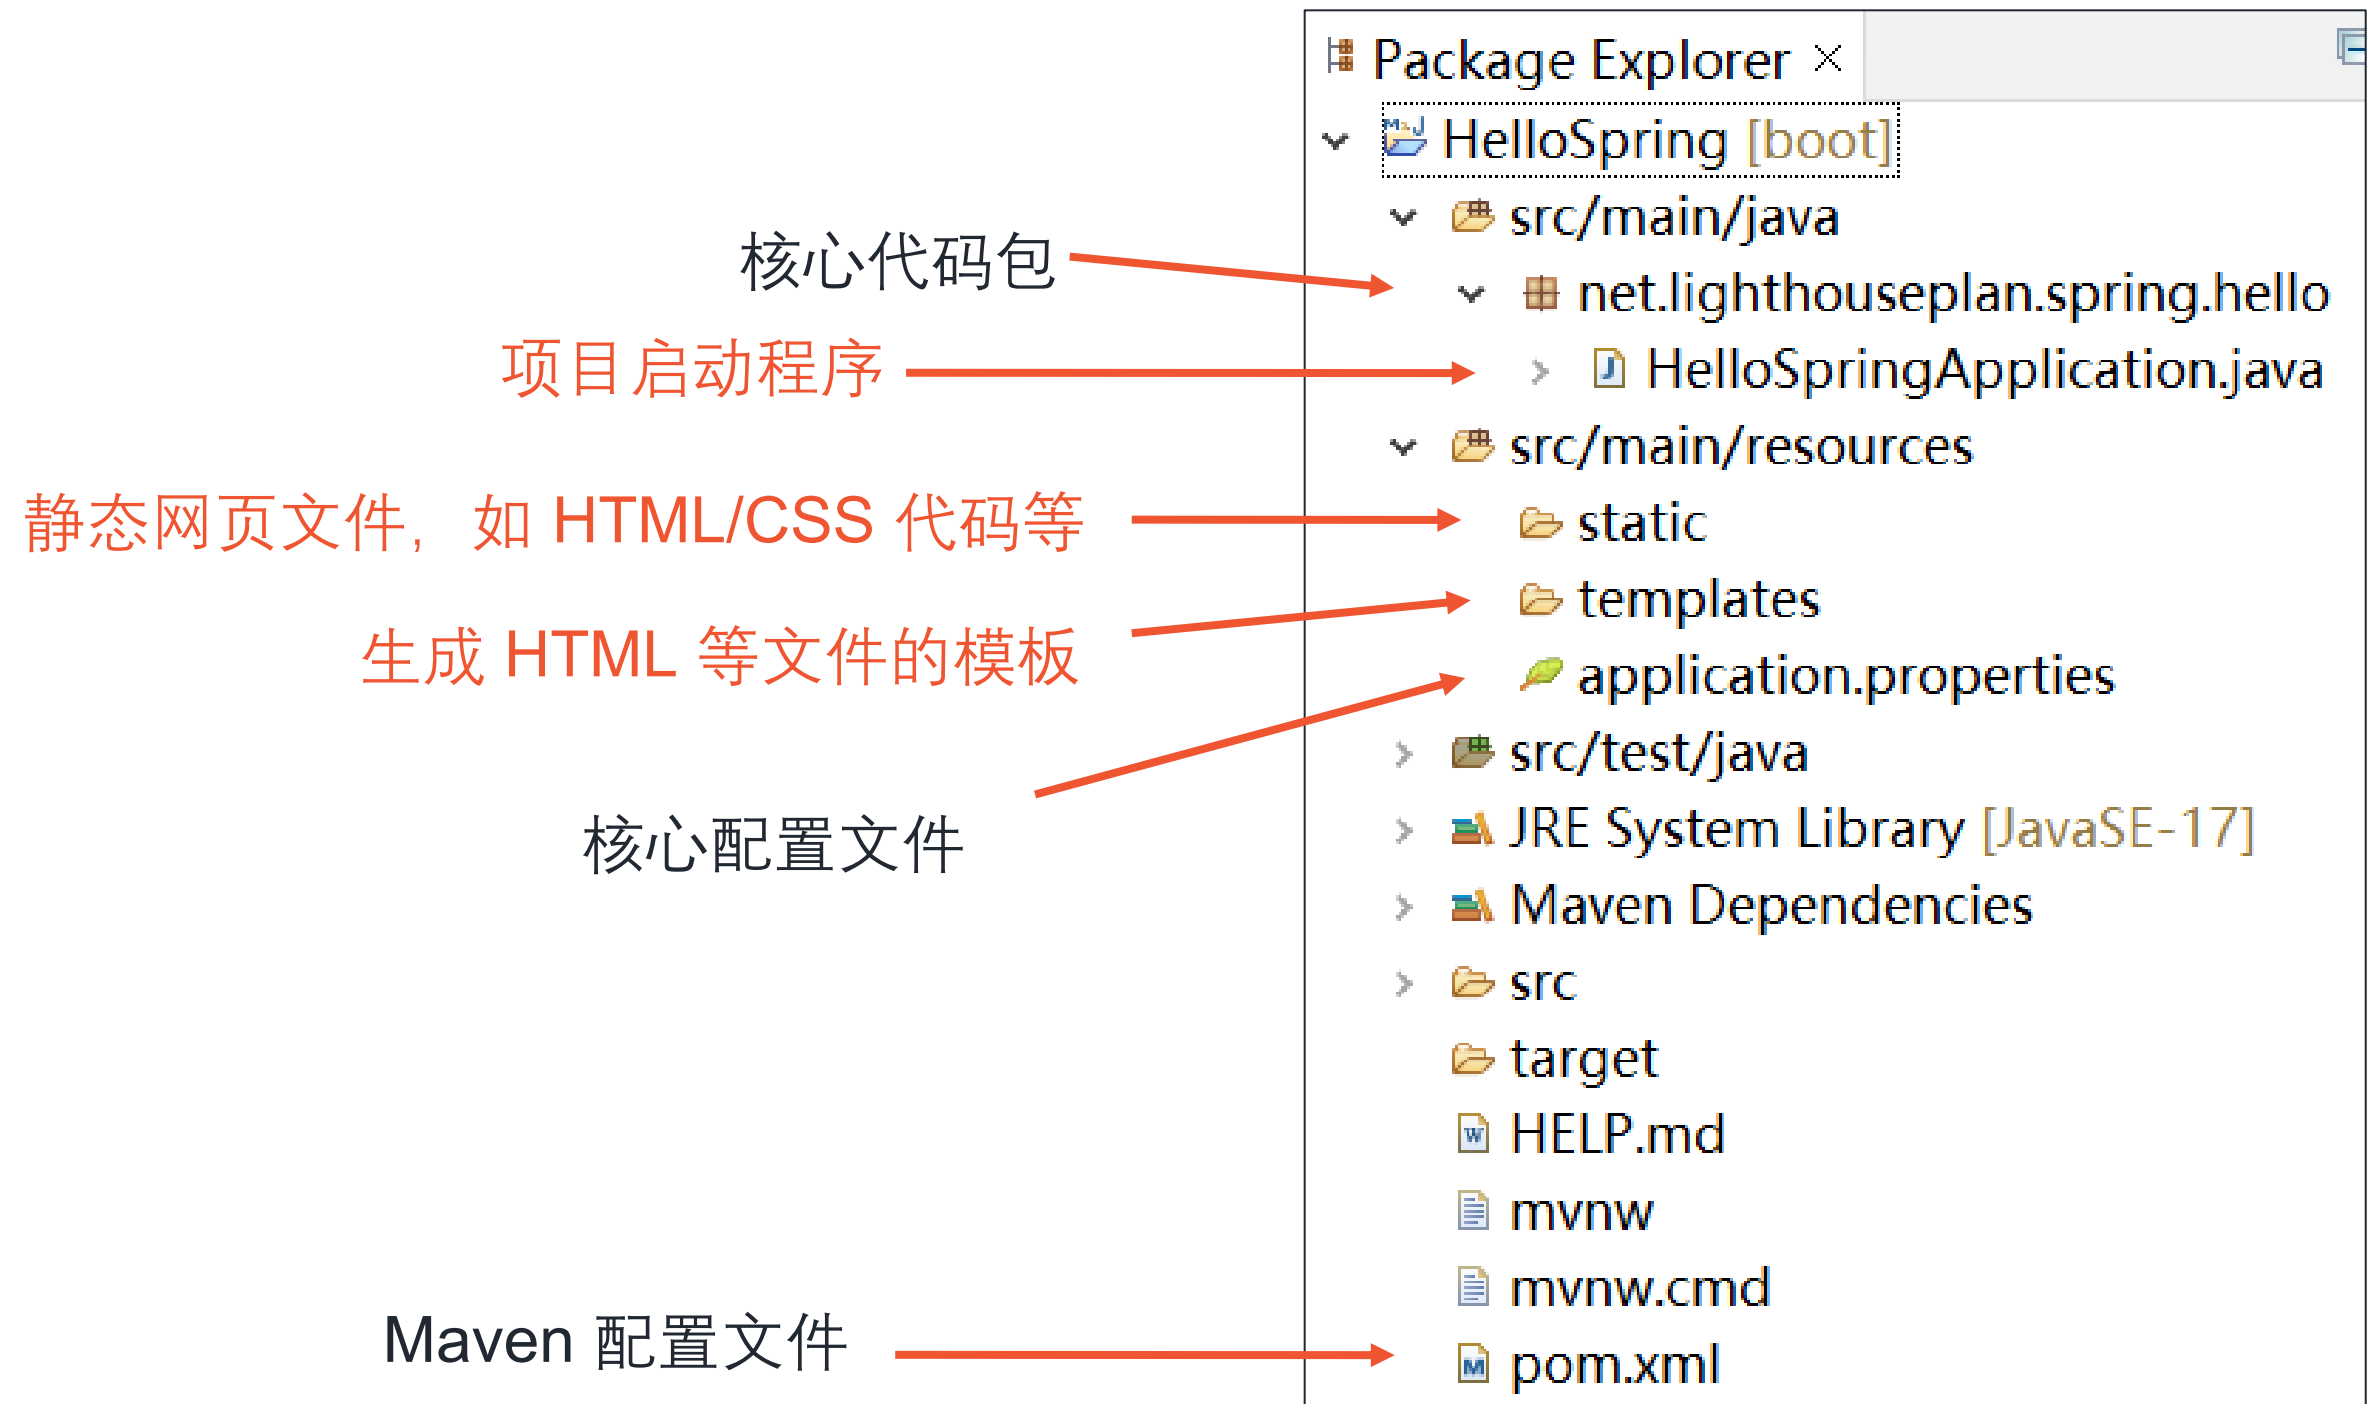 Package Explorer
HelloSpring [boot]
src/main/java
核心代码包
net.lighthouseplan.spring.hello
项目启动程序
HelloSpringApplication.java
src/main/resources
静态网页文件，如 HTML/CSS 代码等
static
生成 HTML 等文件的模板
templates
application.properties
src/test/java
核心配置文件
JRE System Library [JavaSE-17]
Maven Dependencies
src
target
HELP.md
mvnw
mvnw.cmd
Maven 配置文件
pom.xml